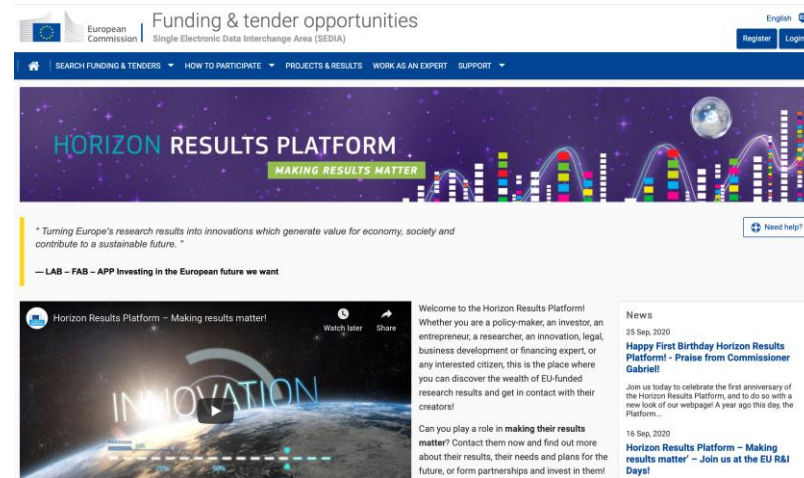 European
Commission
Funding & tender opportunities
Single Electronic Data Interchange Area (SEDIA)
English
Register
Login
SEARCH FUNDING & TENDERS
HOW TO PARTICIPATE
PROJECTS & RESULTS
WORK AS AN EXPERT
SUPPORT
HORIZON RESULTS PLATFORM
MAKING RESULTS MATTER
" Turning Europe's research results into innovations which generate value for economy, society and
contribute to a sustainable future. "
— LAB – FAB – APP Investing in the European future we want
Need help?
Horizon Results Platform – Making results matter!
Watch later
Share
INNOVATION
25%
50%
Welcome to the Horizon Results Platform!
Whether you are a policy-maker, an investor, an
entrepreneur, a researcher, an innovation, legal,
business development or financing expert, or
any interested citizen, this is the place where
you can discover the wealth of EU-funded
research results and get in contact with their
creators!
Can you play a role in making their results
matter? Contact them now and find out more
about their results, their needs and plans for the
future, or form partnerships and invest in them!
News
25 Sep, 2020
Happy First Birthday Horizon Results
Platform! - Praise from Commissioner
Gabriel!
Join us today to celebrate the first anniversary of
the Horizon Results Platform, and to do so with a
new look of our webpage! A year ago this day, the
Platform...
16 Sep, 2020
Horizon Results Platform – Making
results matter' – Join us at the EU R&I
Days!